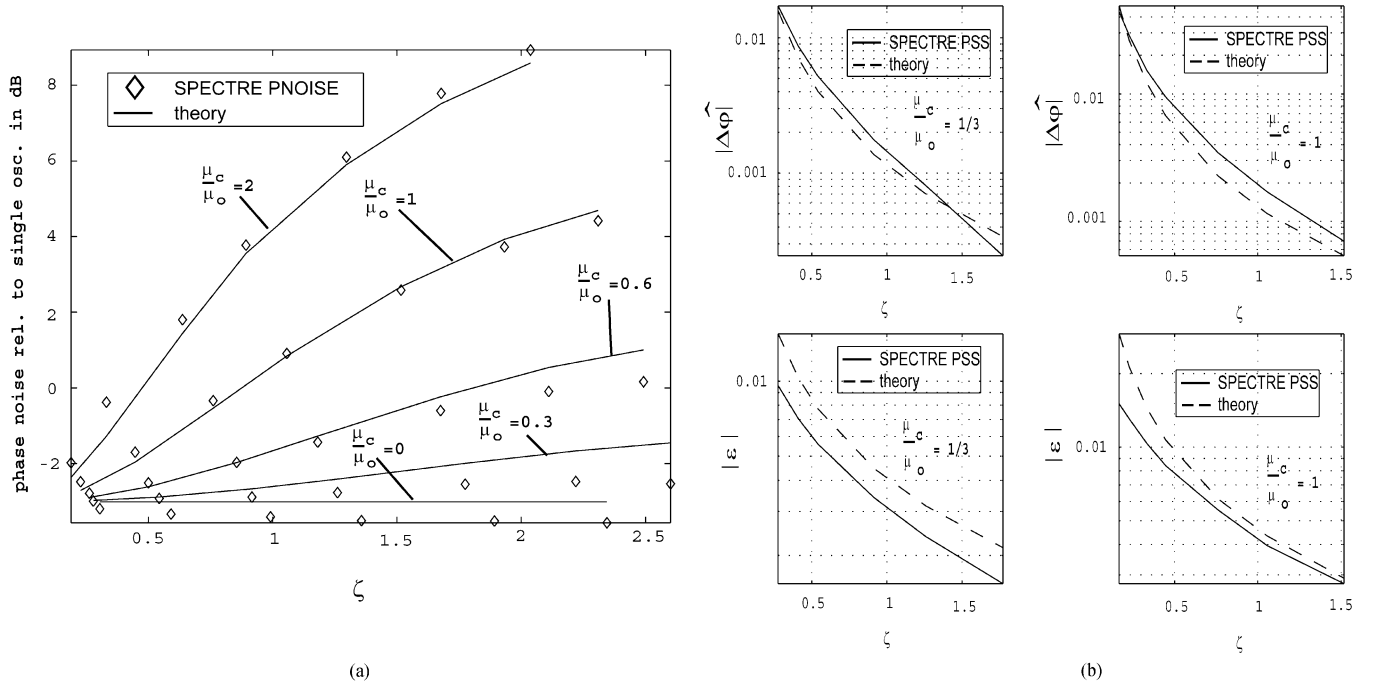 phase noise rel. to single osc. in dB
8
6
4
2
0
-2
SPECTRE PNOISE
theory
μc
μo =2
μc
μo =1
μc
μo =0.6
μc
μo =0.3
μc
μo =0
0.5 1 1.5 2 2.5
ζ
(a)
|Δφ̂|
0.01
0.001
SPECTRE PSS
theory
μc
μo = 1/3
0.5 1 1.5
ζ
|Δφ̂|
0.01
0.001
SPECTRE PSS
theory
μc
μo = 1
0.5 1 1.5
ζ
|ε|
0.01
SPECTRE PSS
theory
μc
μo = 1/3
0.5 1 1.5
ζ
|ε|
0.01
SPECTRE PSS
theory
μc
μo = 1
0.5 1 1.5
ζ
(b)